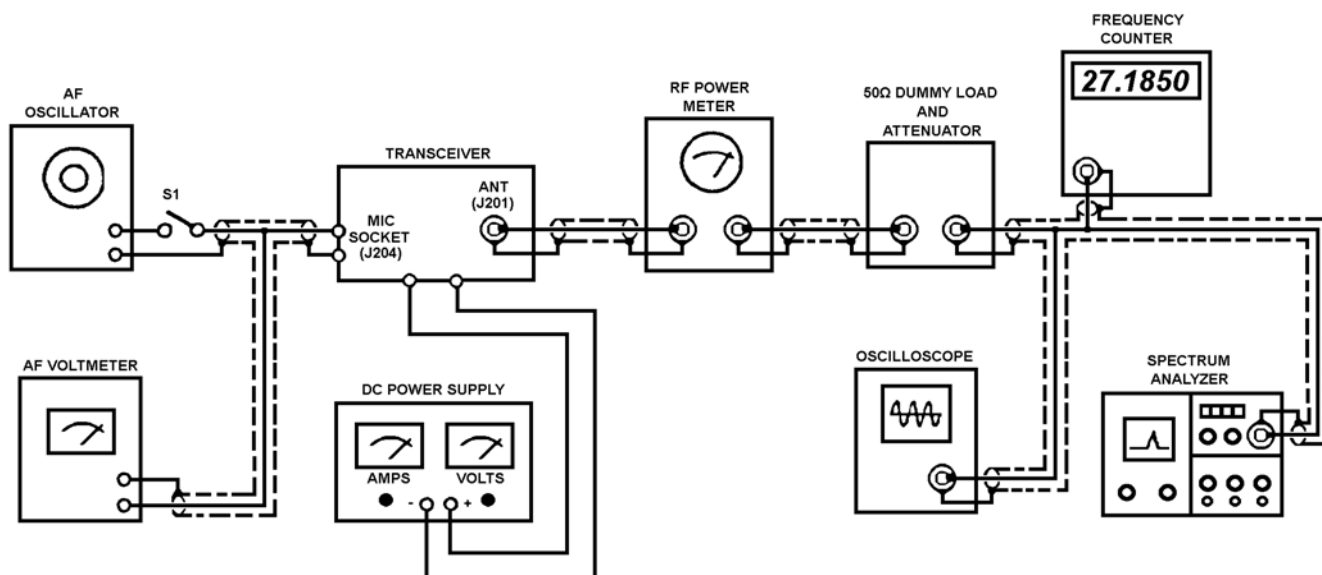 FREQUENCY
COUNTER
27.1850
AF
OSCILLATOR
RF POWER
METER
50Ω DUMMY LOAD
AND
ATTENUATOR
TRANSCEIVER
S1
ANT
(J201)
MIC
SOCKET
(J204)
AF VOLTMETER
DC POWER SUPPLY
AMPS
VOLTS
- +
OSCILLOSCOPE
SPECTRUM
ANALYZER